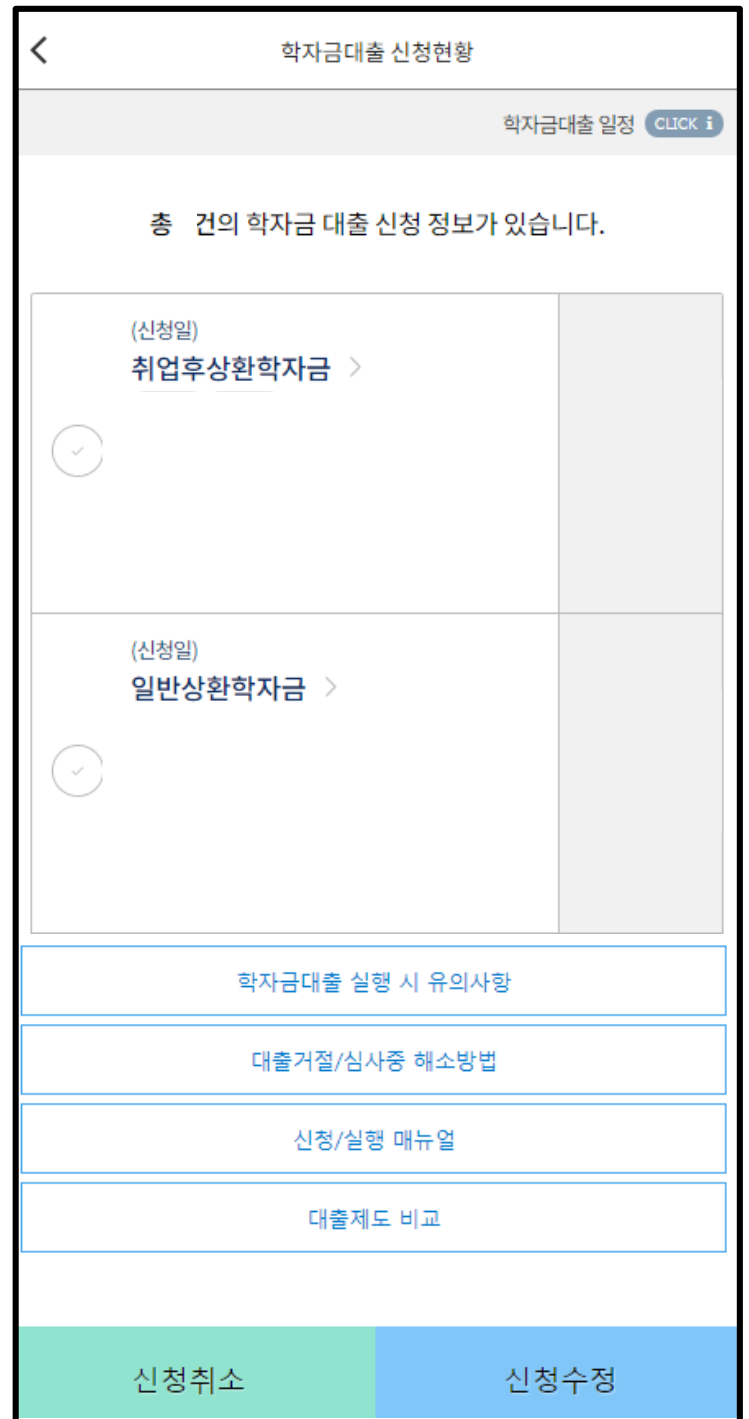 학자금대출 신청현황
학자금대출 일정 CLICK i
총 건의 학자금 대출 신청 정보가 있습니다.
(신청일)
취업후상환학자금 >
(신청일)
일반상환학자금 >
학자금대출 실행 시 유의사항
대출거절/심사중 해소방법
신청/실행 매뉴얼
대출제도 비교
신청취소 신청수정